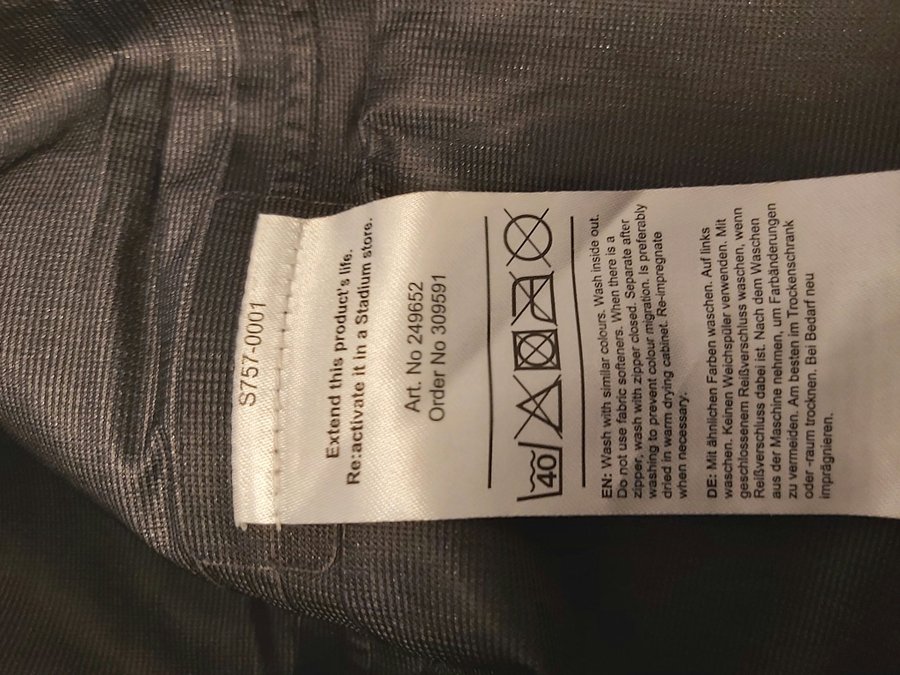 S757-0001
Extend this product's life.
Re:activate it in a Stadium store.
Art. No 249652
Order No 309591
40
EN: Wash with similar colours. Wash inside out.
Do not use fabric softeners. When there is a
zipper, wash with zipper closed. Separate after
washing to prevent colour migration. Is preferably
dried in warm drying cabinet. Re-impregnate
when necessary.
DE: Mit ähnlichen Farben waschen. Auf links
waschen. Keinen Weichspüler verwenden. Mit
geschlossenem Reißverschluss waschen, wenn
Reißverschluss dabei ist. Nach dem Waschen
aus der Maschine nehmen, um Farbänderungen
zu vermeiden. Am besten im Trockenschrank
oder -raum trocknen. Bei Bedarf neu
imprägnieren.